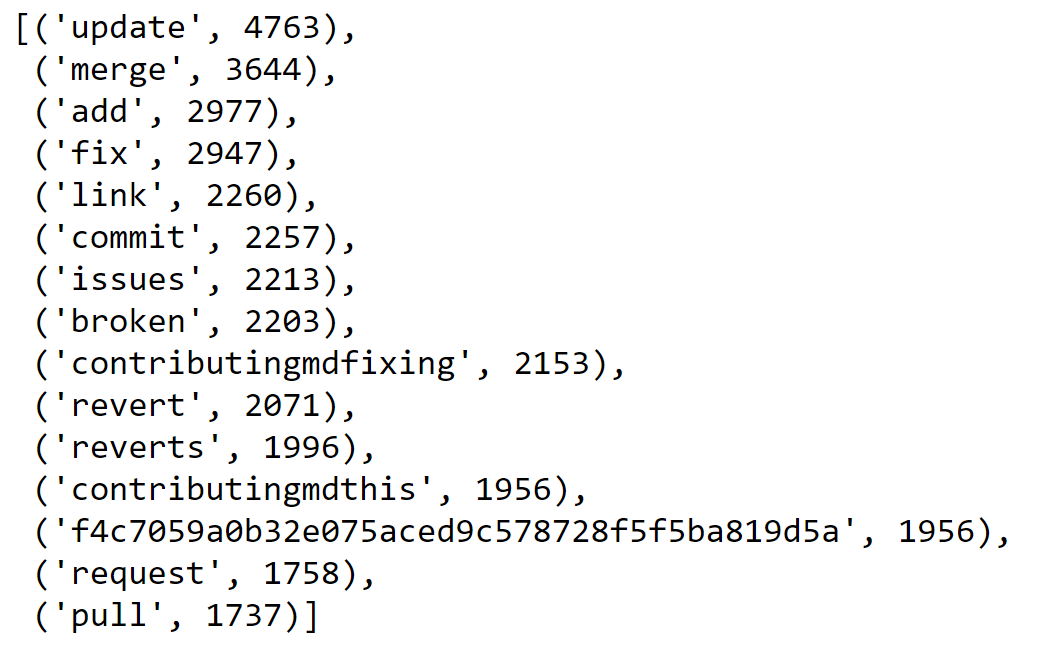 [('update', 4763),
('merge', 3644),
('add', 2977),
('fix', 2947),
('link', 2260),
('commit', 2257),
('issues', 2213),
('broken', 2203),
('contributingmdfixing', 2153),
('revert', 2071),
('reverts', 1996),
('contributingmdthis', 1956),
('f4c7059a0b32e075aced9c578728f5f5ba819d5a', 1956),
('request', 1758),
('pull', 1737)]